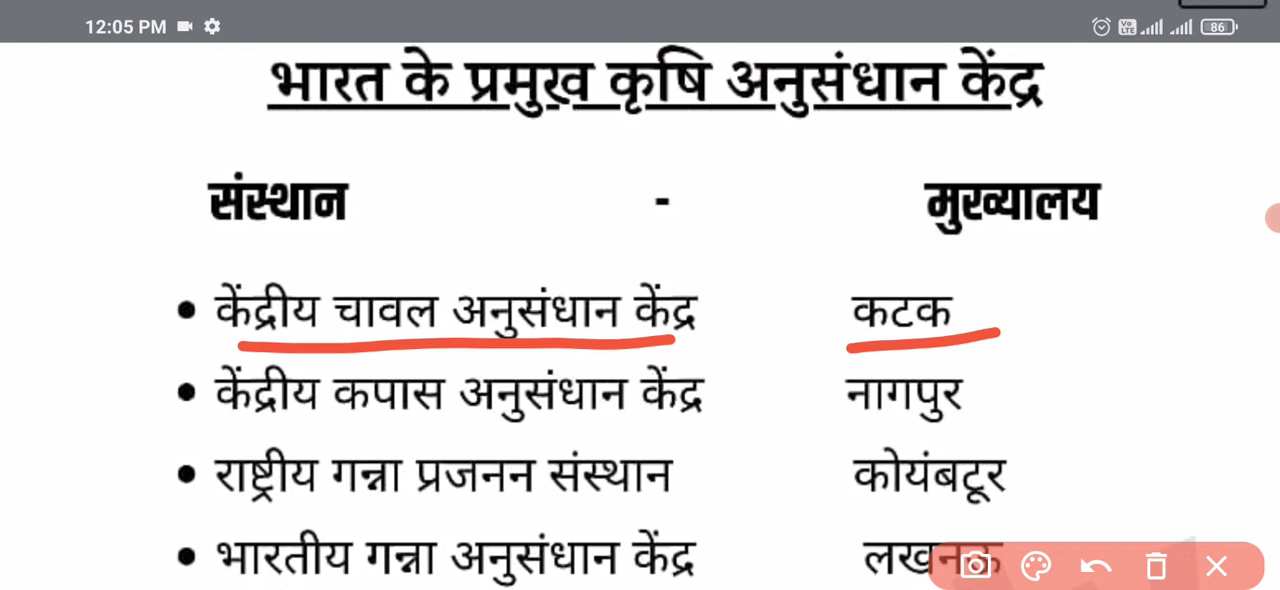 12:05 PM 86
भारत के प्रमुख कृषि अनुसंधान केंद्र
संस्थान - मुख्यालय
• केंद्रीय चावल अनुसंधान केंद्र कटक
• केंद्रीय कपास अनुसंधान केंद्र नागपुर
• राष्ट्रीय गन्ना प्रजनन संस्थान कोयंबटूर
• भारतीय गन्ना अनुसंधान केंद्र लखनऊ